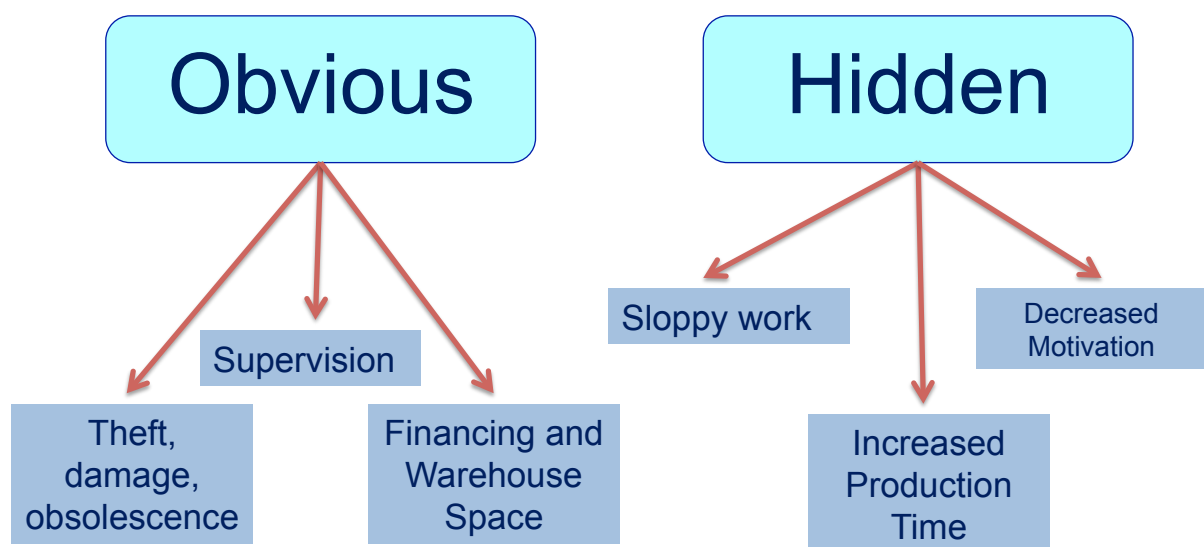 Obvious
Hidden
Supervision
Theft,
damage,
obsolescence
Financing and
Warehouse
Space
Sloppy work
Increased
Production
Time
Decreased
Motivation